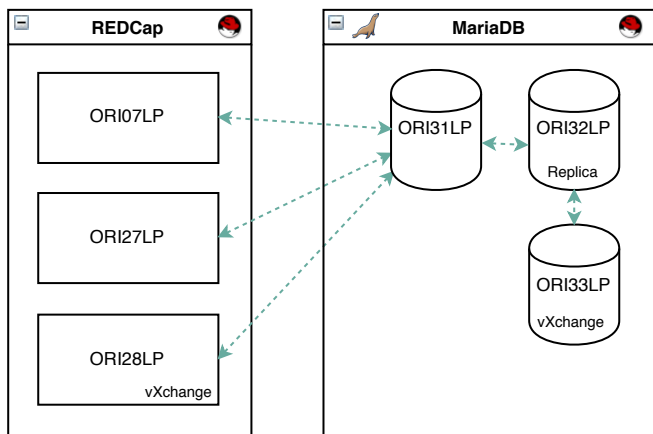 REDCap
ORI07LP
ORI27LP
ORI28LP
vXchange
MariaDB
ORI31LP
ORI32LP
Replica
ORI33LP
vXchange